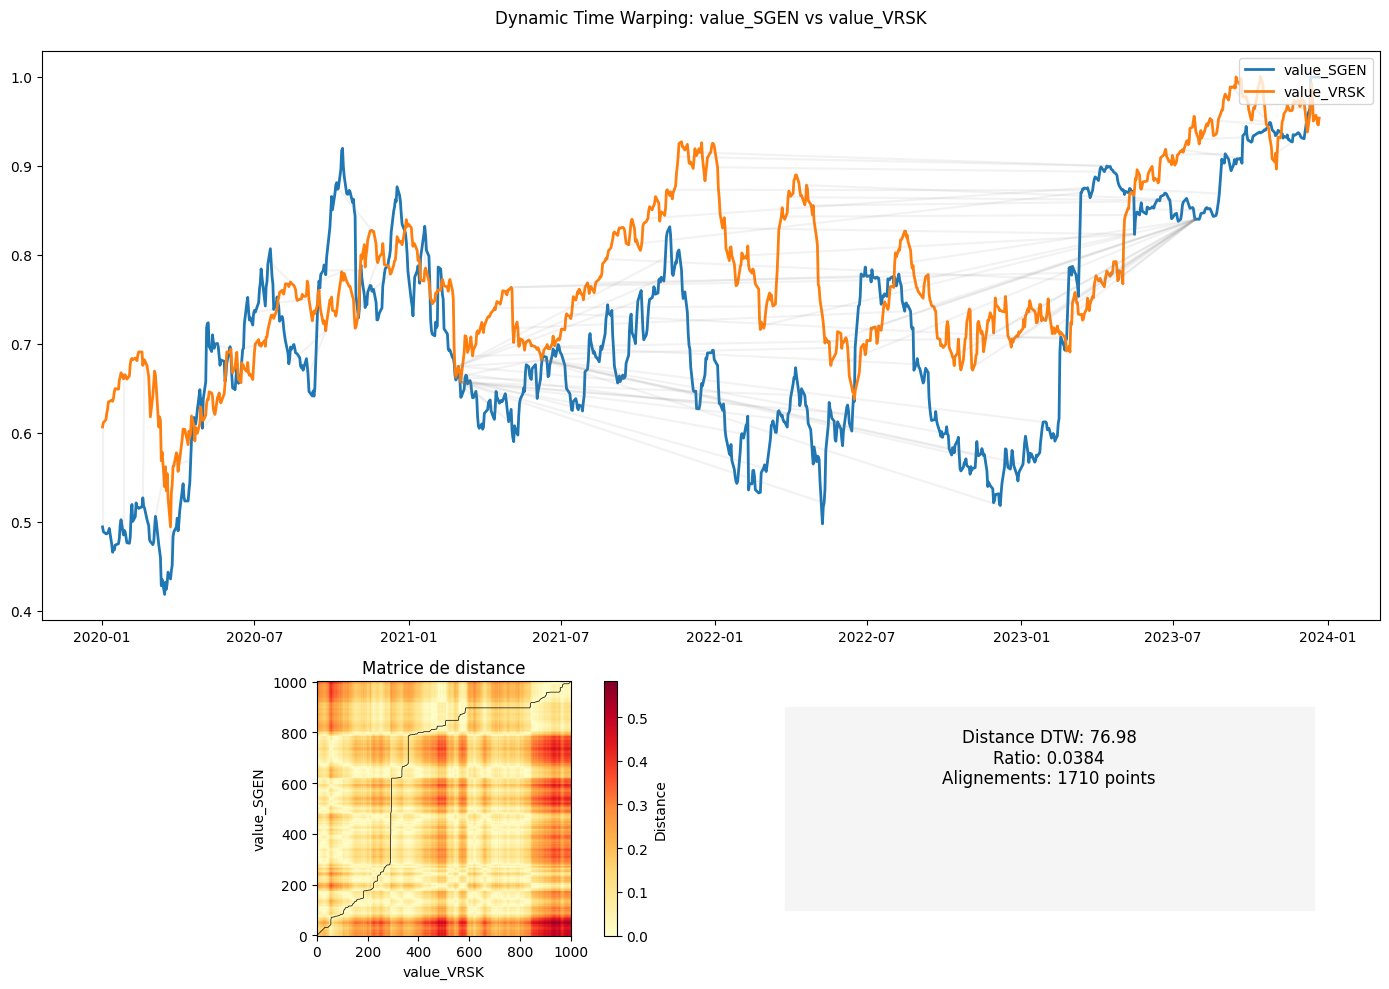 Dynamic Time Warping: value_SGEN vs value_VRSK
value_SGEN
value_VRSK
1.0
0.9
0.8
0.7
0.6
0.5
0.4
2020-01 2020-07 2021-01 2021-07 2022-01 2022-07 2023-01 2023-07 2024-01
Matrice de distance
value_SGEN
1000
800
600
400
200
0
0 200 400 600 800 1000
value_VRSK
0.5
0.4
0.3
0.2
0.1
0.0
Distance
Distance DTW: 76.98
Ratio: 0.0384
Alignements: 1710 points